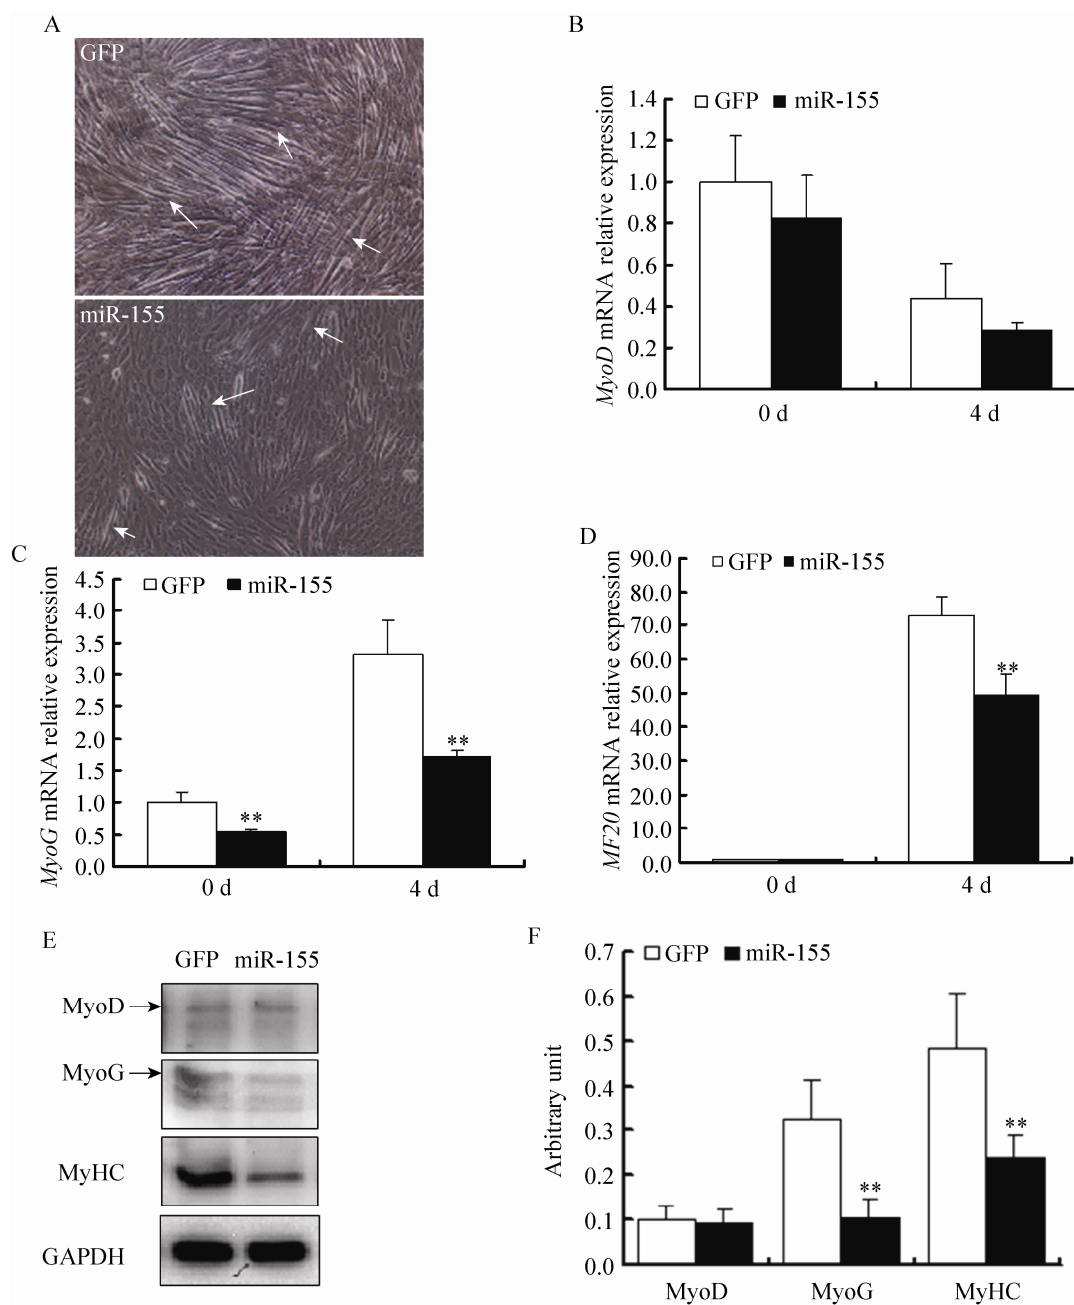 A
GFP
miR-155
B
GFP miR-155
MyoD mRNA relative expression
1.4
1.2
1.0
0.8
0.6
0.4
0.2
0.0
0 d 4 d
C
GFP miR-155
MyoG mRNA relative expression
4.5
4.0
3.5
3.0
2.5
2.0
1.5
1.0
0.5
0.0
**
**
0 d 4 d
D
GFP miR-155
MF20 mRNA relative expression
90.0
80.0
70.0
60.0
50.0
40.0
30.0
20.0
10.0
0.0
**
0 d 4 d
E
GFP miR-155
MyoD
MyoG
MyHC
GAPDH
F
GFP miR-155
Arbitrary unit
0.7
0.6
0.5
0.4
0.3
0.2
0.1
0.0
**
**
MyoD MyoG MyHC